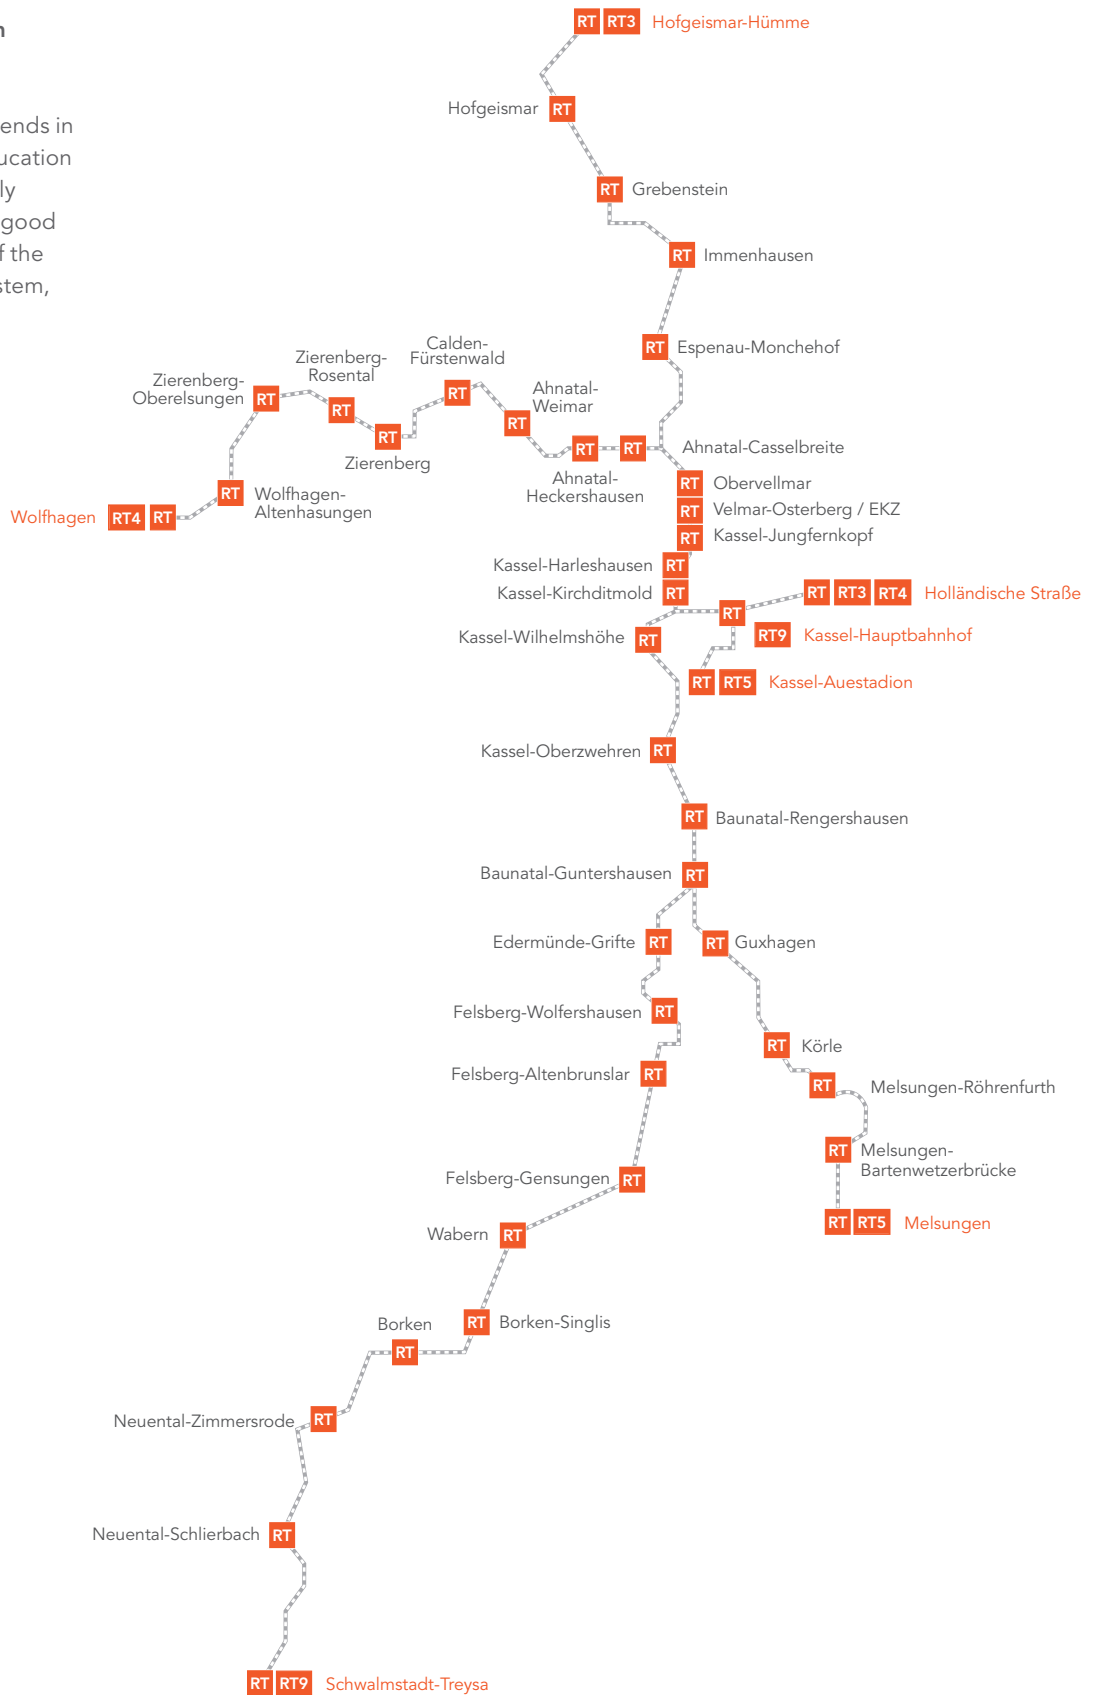 n
ends in
ucation
ly
good
f the
stem,
RT RT3 Hofgeismar-Hümme
Hofgeismar RT
RT Grebenstein
RT Immenhausen
RT Espenau-Monchehof
Calden-
Fürstenwald
RT
Zierenberg-
Rosental
RT
Zierenberg-
Oberelsungen RT
Ahnatal-
Weimar
RT
RT
Zierenberg
RT RT Ahnatal-Casselbreite
Ahnatal-
Heckershausen
RT Wolfhagen-
Altenhasungen
Wolfhagen RT4 RT
RT Obervellmar
RT Velmar-Osterberg / EKZ
RT Kassel-Jungfernkopf
Kassel-Harleshausen RT
Kassel-Kirchditmold RT
RT RT3 RT4 Holländische Straße
RT
RT9 Kassel-Hauptbahnhof
Kassel-Wilhelmshöhe RT
RT RT5 Kassel-Auestadion
Kassel-Oberzwehren RT
RT Baunatal-Rengershausen
Baunatal-Guntershausen RT
Edermünde-Grifte RT
RT Guxhagen
Felsberg-Wolfershausen RT
RT Körle
Felsberg-Altenbrunslar RT
RT Melsungen-Röhrenfurth
RT Melsungen-
Bartenwetzerbrücke
Felsberg-Gensungen RT
RT RT5 Melsungen
Wabern RT
RT Borken-Singlis
Borken
RT
Neuental-Zimmersrode RT
Neuental-Schlierbach RT
RT RT9 Schwalmstadt-Treysa